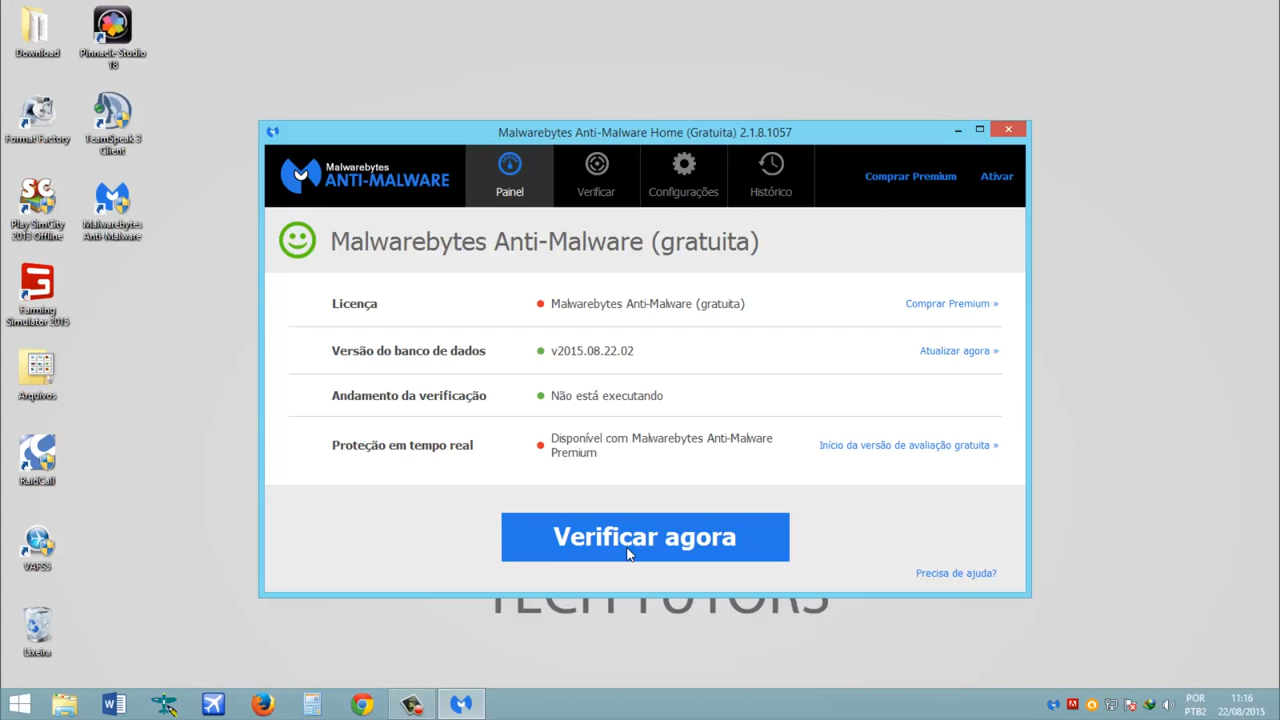 Download
Pinnacle Studio
18
Format Factory
TeamSpeak 3
Client
Play SimCity
2013 Offline
Malwarebytes
Anti-Malware
Farming
Simulator 2015
Arquivos
RaidCall
VAFS5
Lixeira
Malwarebytes Anti-Malware Home (Gratuita) 2.1.8.1057
Malwarebytes
ANTI-MALWARE
Painel
Verificar
Configurações
Histórico
Comprar Premium
Ativar
Malwarebytes Anti-Malware (gratuita)
Licença
Malwarebytes Anti-Malware (gratuita)
Comprar Premium »
Versão do banco de dados
v2015.08.22.02
Atualizar agora »
Andamento da verificação
Não está executando
Proteção em tempo real
Disponível com Malwarebytes Anti-Malware
Premium
Início da versão de avaliação gratuita »
Verificar agora
Precisa de ajuda?
TECH TUTORS
POR
PTB2
11:16
22/08/2015